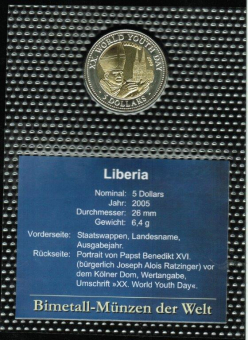 XX. WORLD YOUTH DAY
5 DOLLARS
Liberia
Nominal: 5 Dollars
Jahr: 2005
Durchmesser: 26 mm
Gewicht: 6,4 g
Vorderseite: Staatswappen, Landesname,
Ausgabejahr.
Rückseite: Portrait von Papst Benedikt XVI.
(bürgerlich Joseph Alois Ratzinger) vor
dem Kölner Dom, Wertangabe,
Umschrift »XX. World Youth Day«.
Bimetall-Münzen der Welt